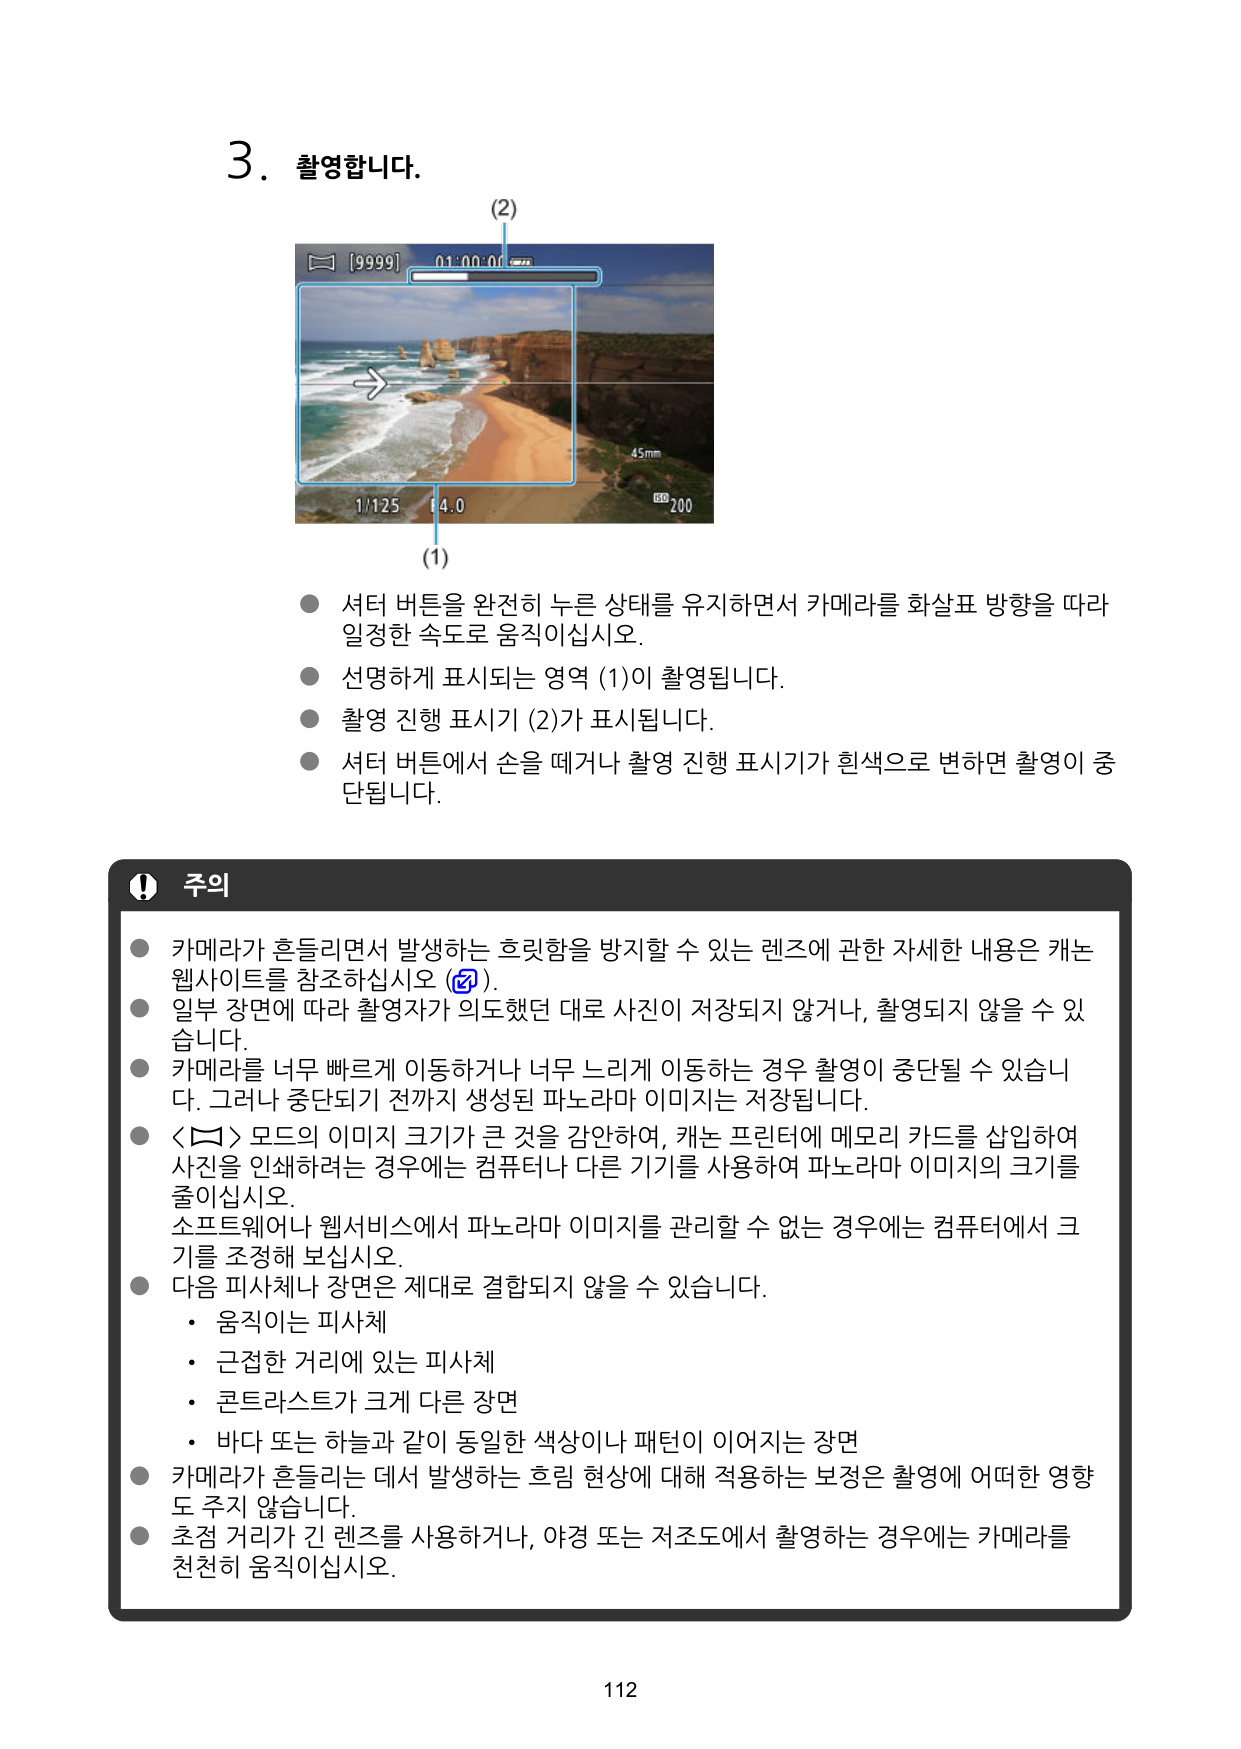 3. 촬영합니다.
(2)
[9999] 01:00:00
45mm
1/125 F4.0 ISO 200
(1)
● 셔터 버튼을 완전히 누른 상태를 유지하면서 카메라를 화살표 방향을 따라
일정한 속도로 움직이십시오.
● 선명하게 표시되는 영역 (1)이 촬영됩니다.
● 촬영 진행 표시기 (2)가 표시됩니다.
● 셔터 버튼에서 손을 떼거나 촬영 진행 표시기가 흰색으로 변하면 촬영이 중
단됩니다.
주의
● 카메라가 흔들리면서 발생하는 흐릿함을 방지할 수 있는 렌즈에 관한 자세한 내용은 캐논
웹사이트를 참조하십시오 ( ).
● 일부 장면에 따라 촬영자가 의도했던 대로 사진이 저장되지 않거나, 촬영되지 않을 수 있
습니다.
● 카메라를 너무 빠르게 이동하거나 너무 느리게 이동하는 경우 촬영이 중단될 수 있습니
다. 그러나 중단되기 전까지 생성된 파노라마 이미지는 저장됩니다.
● < > 모드의 이미지 크기가 큰 것을 감안하여, 캐논 프린터에 메모리 카드를 삽입하여
사진을 인쇄하려는 경우에는 컴퓨터나 다른 기기를 사용하여 파노라마 이미지의 크기를
줄이십시오.
소프트웨어나 웹서비스에서 파노라마 이미지를 관리할 수 없는 경우에는 컴퓨터에서 크
기를 조정해 보십시오.
● 다음 피사체나 장면은 제대로 결합되지 않을 수 있습니다.
• 움직이는 피사체
• 근접한 거리에 있는 피사체
• 콘트라스트가 크게 다른 장면
• 바다 또는 하늘과 같이 동일한 색상이나 패턴이 이어지는 장면
● 카메라가 흔들리는 데서 발생하는 흐림 현상에 대해 적용하는 보정은 촬영에 어떠한 영향
도 주지 않습니다.
● 초점 거리가 긴 렌즈를 사용하거나, 야경 또는 저조도에서 촬영하는 경우에는 카메라를
천천히 움직이십시오.
112